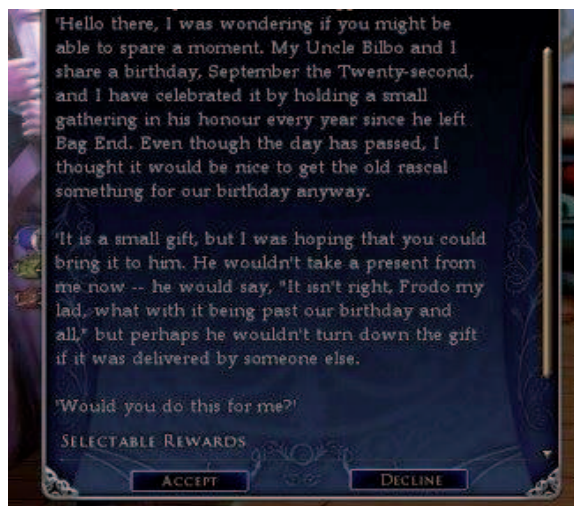 'Hello there, I was wondering if you might be
able to spare a moment. My Uncle Bilbo and I
share a birthday, September the Twenty-second,
and I have celebrated it by holding a small
gathering in his honour every year since he left
Bag End. Even though the day has passed, I
thought it would be nice to get the old rascal
something for our birthday anyway.
'It is a small gift, but I was hoping that you could
bring it to him. He wouldn't take a present from
me now -- he would say, "It isn't right, Frodo my
lad, what with it being past our birthday and
all," but perhaps he wouldn't turn down the gift
if it was delivered by someone else.
'Would you do this for me?'
SELECTABLE REWARDS
ACCEPT
DECLINE